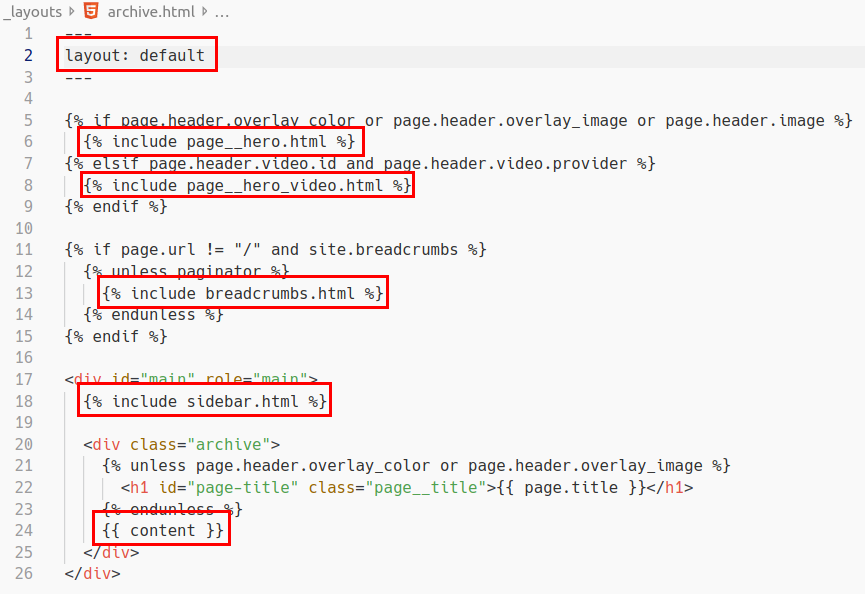 _layouts > archive.html > ...
1 ---
2 layout: default
3 ---
4
5 {% if page.header.overlay_color or page.header.overlay_image or page.header.image %}
6 {% include page__hero.html %}
7 {% elsif page.header.video.id and page.header.video.provider %}
8 {% include page__hero_video.html %}
9 {% endif %}
10
11 {% if page.url != "/" and site.breadcrumbs %}
12 {% unless paginator %}
13 {% include breadcrumbs.html %}
14 {% endunless %}
15 {% endif %}
16
17 <div id="main" role="main">
18 {% include sidebar.html %}
19
20 <div class="archive">
21 {% unless page.header.overlay_color or page.header.overlay_image %}
22 <h1 id="page-title" class="page__title">{{ page.title }}</h1>
23 {% endunless %}
24 {{ content }}
25 </div>
26 </div>